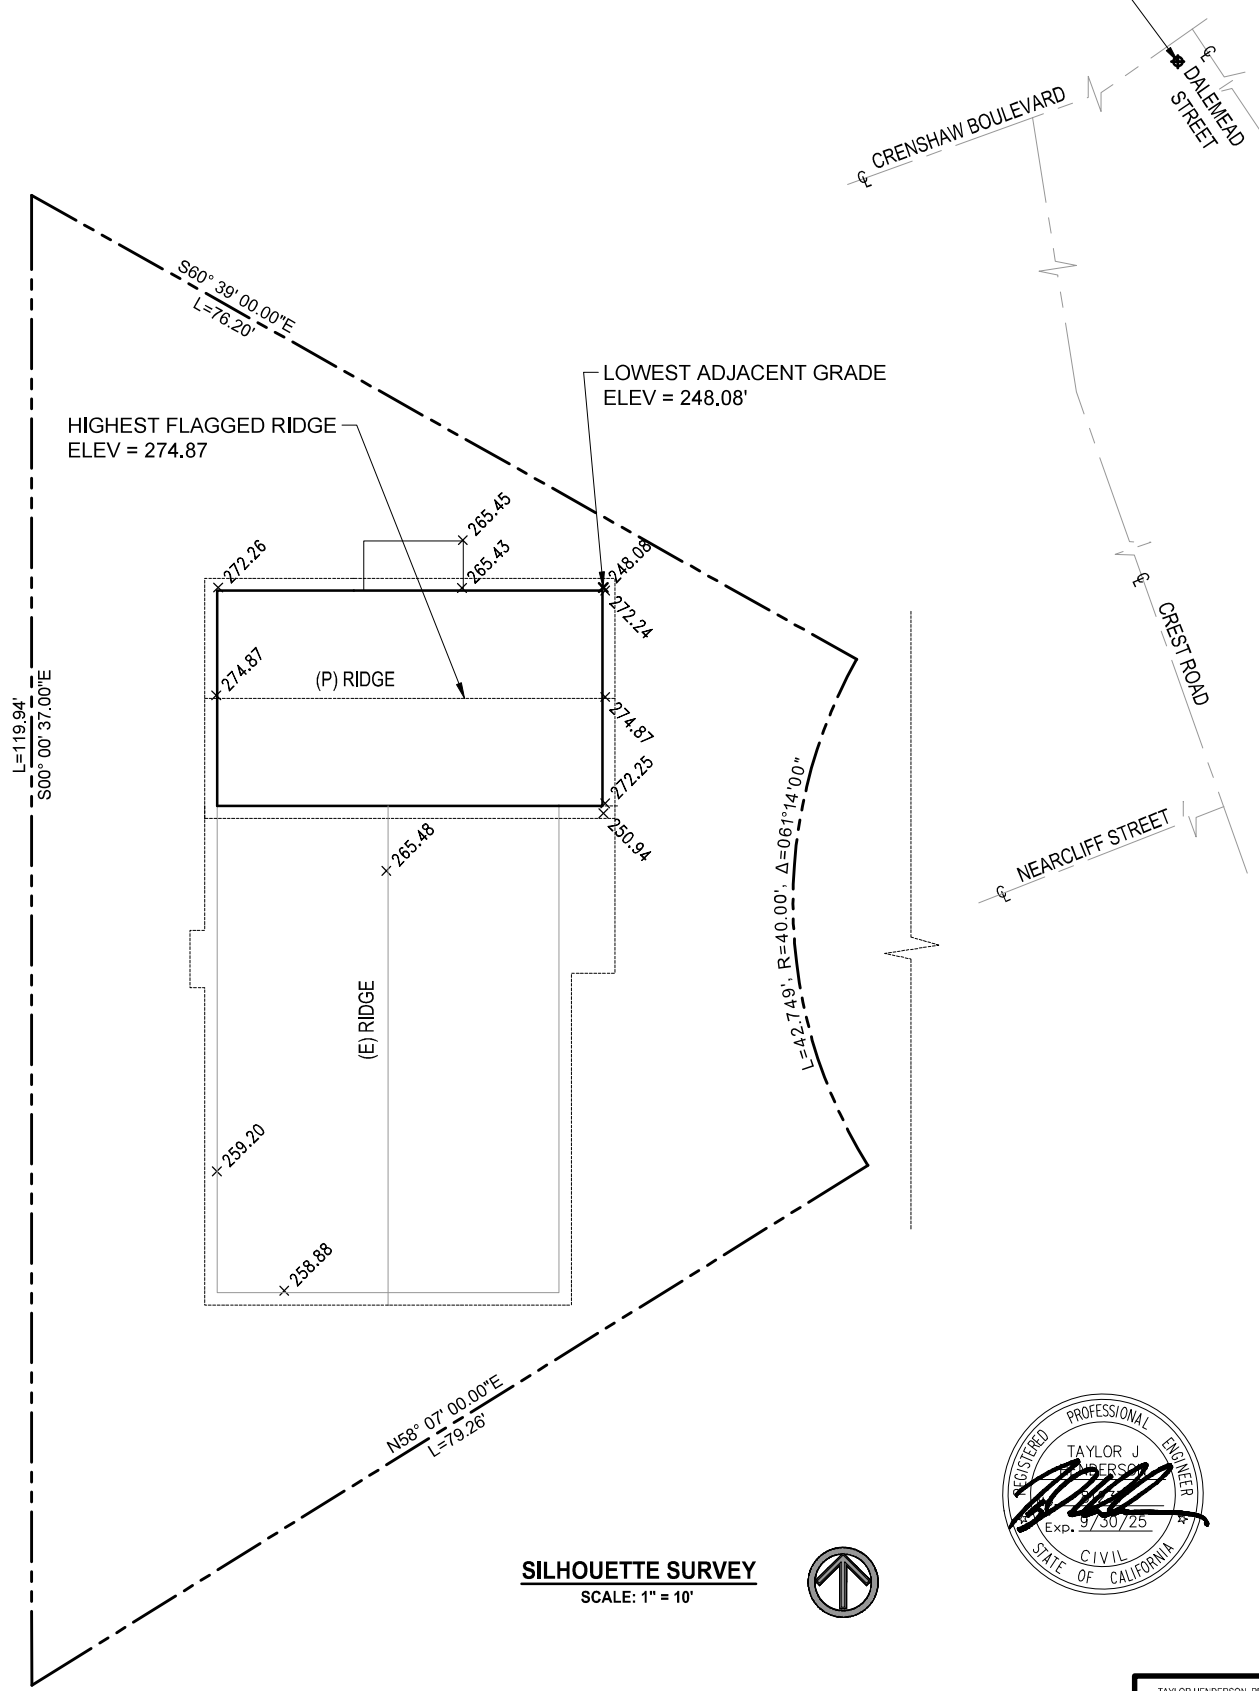 ℄
DALEMEAD
STREET
CRENSHAW BOULEVARD
℄
S60° 39' 00.00"E
L=76.20'
LOWEST ADJACENT GRADE
ELEV = 248.08'
HIGHEST FLAGGED RIDGE
ELEV = 274.87
265.45
272.26
265.43
248.08
272.24
℄
CREST ROAD
274.87
(P) RIDGE
274.87
L=119.94'
S00° 00' 37.00"E
272.25
250.94
265.48
L=42.749', R=40.00', Δ=061°14'00"
NEARCLIFF STREET
℄
(E) RIDGE
259.20
258.88
N58° 07' 00.00"E
L=79.26'
REGISTERED PROFESSIONAL ENGINEER
TAYLOR J
HENDERSON
Exp. 9/30/25
CIVIL
STATE OF CALIFORNIA
SILHOUETTE SURVEY
SCALE: 1" = 10'